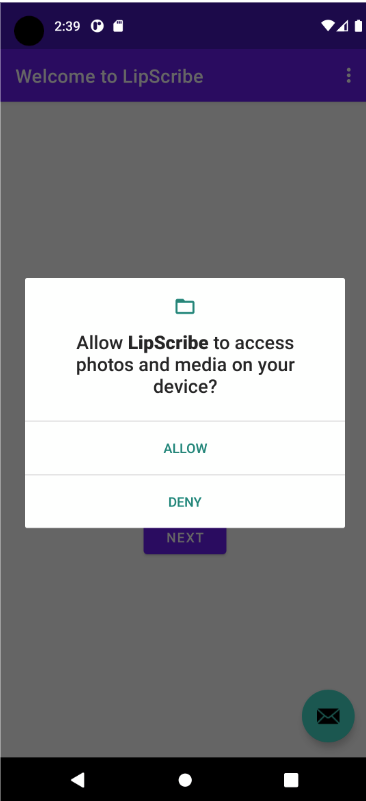 2:39
Welcome to LipScribe
Allow LipScribe to access
photos and media on your
device?
ALLOW
DENY
NEXT